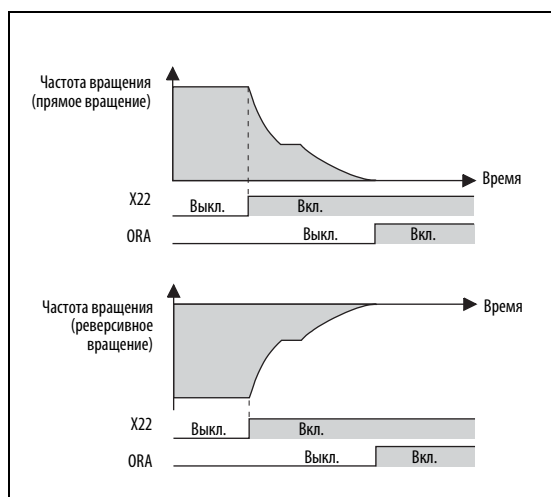 Частота вращения
(прямое вращение)
Время
X22
Выкл.
Вкл.
ORA
Выкл.
Вкл.
Частота вращения
(реверсивное
вращение)
Время
X22
Выкл.
Вкл.
ORA
Выкл.
Вкл.